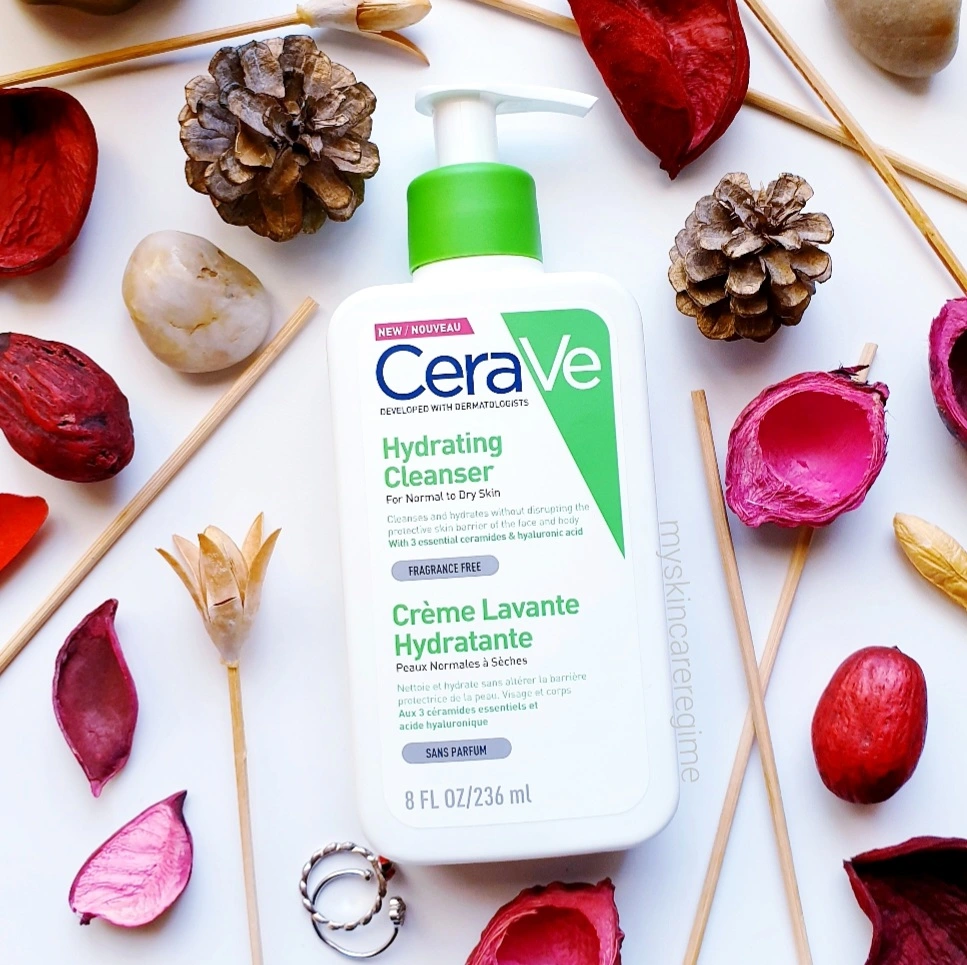 NEW / NOUVEAU
CeraVe
DEVELOPED WITH DERMATOLOGISTS
Hydrating
Cleanser
For Normal to Dry Skin
Cleanses and hydrates without disrupting the
protective skin barrier of the face and body
With 3 essential ceramides & hyaluronic acid
FRAGRANCE FREE
Crème Lavante
Hydratante
Peaux Normales à Sèches
Nettoie et hydrate sans altérer la barrière
protectrice de la peau. Visage et corps
Aux 3 céramides essentiels et
acide hyaluronique
SANS PARFUM
8 FL OZ/236 ml
myskincareregime